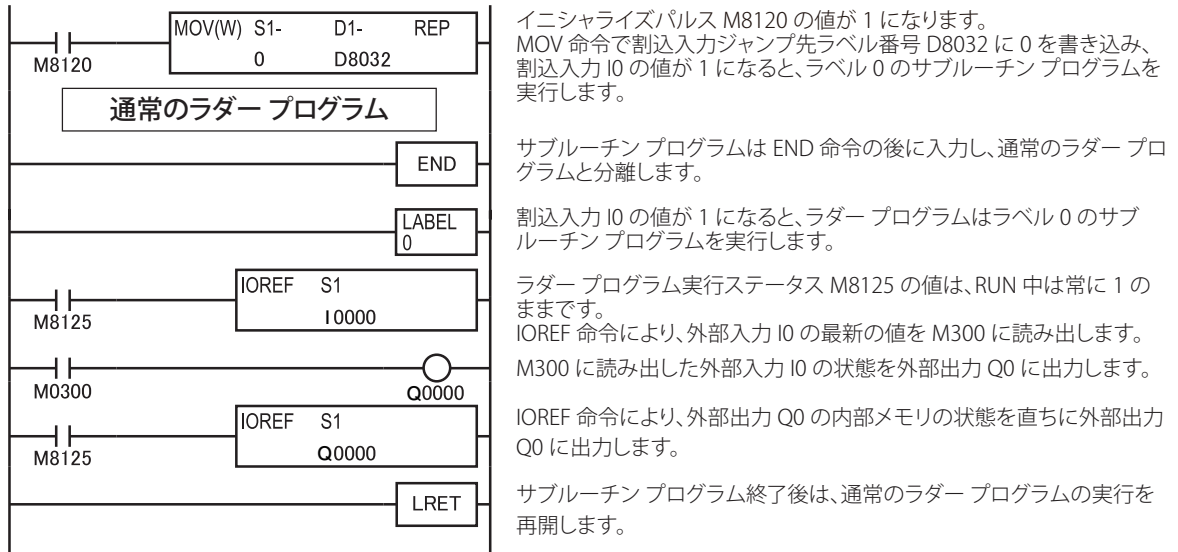 MOV(W) S1- D1- REP
0 D8032
M8120
イニシャライズパルス M8120 の値が 1 になります。
MOV 命令で割込入力ジャンプ先ラベル番号 D8032 に 0 を書き込み、
割込入力 I0 の値が 1 になると、ラベル 0 のサブルーチン プログラムを
実行します。
通常のラダー プログラム
END
サブルーチン プログラムは END 命令の後に入力し、通常のラダー プロ
グラムと分離します。
LABEL
0
割込入力 I0 の値が 1 になると、ラダー プログラムはラベル 0 のサブ
ルーチン プログラムを実行します。
IOREF S1
I0000
M8125
ラダー プログラム実行ステータス M8125 の値は、RUN 中は常に 1 の
ままです。
IOREF 命令により、外部入力 I0 の最新の値を M300 に読み出します。
M0300
Q0000
M300 に読み出した外部入力 I0 の状態を外部出力 Q0 に出力します。
IOREF S1
Q0000
M8125
IOREF 命令により、外部出力 Q0 の内部メモリの状態を直ちに外部出力
Q0 に出力します。
LRET
サブルーチン プログラム終了後は、通常のラダー プログラムの実行を
再開します。